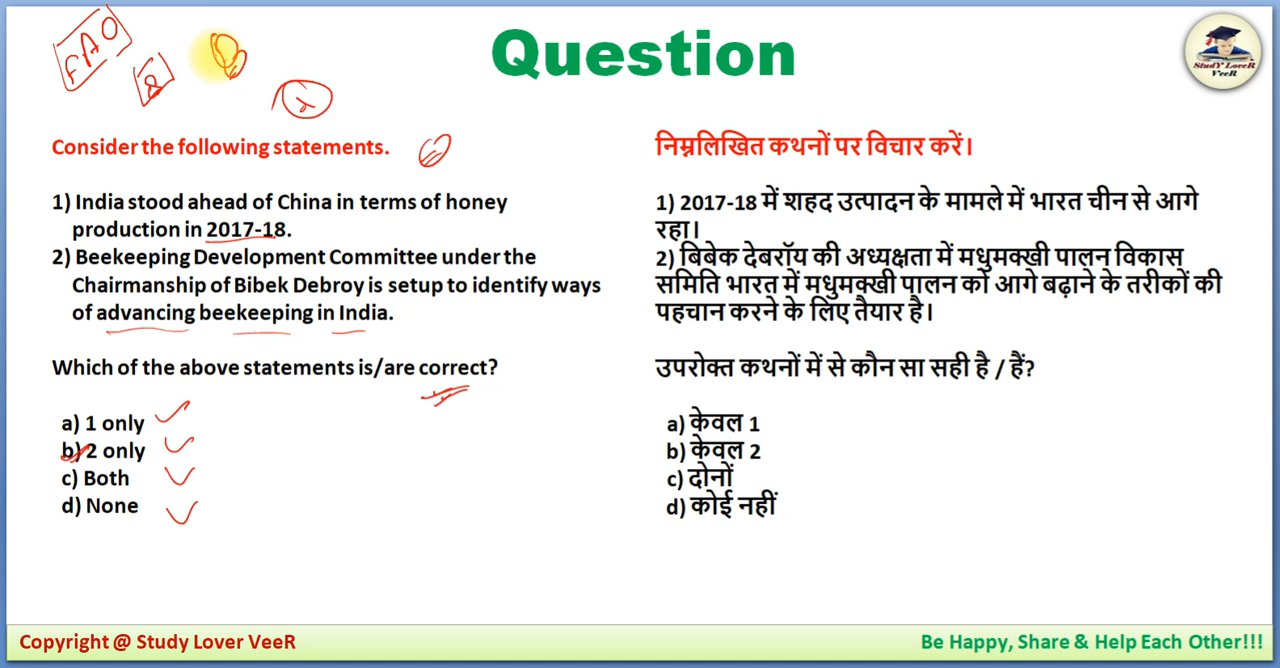 Question
FAO
8
StudY LoveR
VeeR
Consider the following statements.
1) India stood ahead of China in terms of honey
production in 2017-18.
2) Beekeeping Development Committee under the
Chairmanship of Bibek Debroy is setup to identify ways
of advancing beekeeping in India.
Which of the above statements is/are correct?
a) 1 only
b) 2 only
c) Both
d) None
निम्नलिखित कथनों पर विचार करें।
1) 2017-18 में शहद उत्पादन के मामले में भारत चीन से आगे
रहा।
2) बिबेक देबरॉय की अध्यक्षता में मधुमक्खी पालन विकास
समिति भारत में मधुमक्खी पालन को आगे बढ़ाने के तरीकों की
पहचान करने के लिए तैयार है।
उपरोक्त कथनों में से कौन सा सही है / हैं?
a) केवल 1
b) केवल 2
c) दोनों
d) कोई नहीं
Copyright @ Study Lover VeeR
Be Happy, Share & Help Each Other!!!